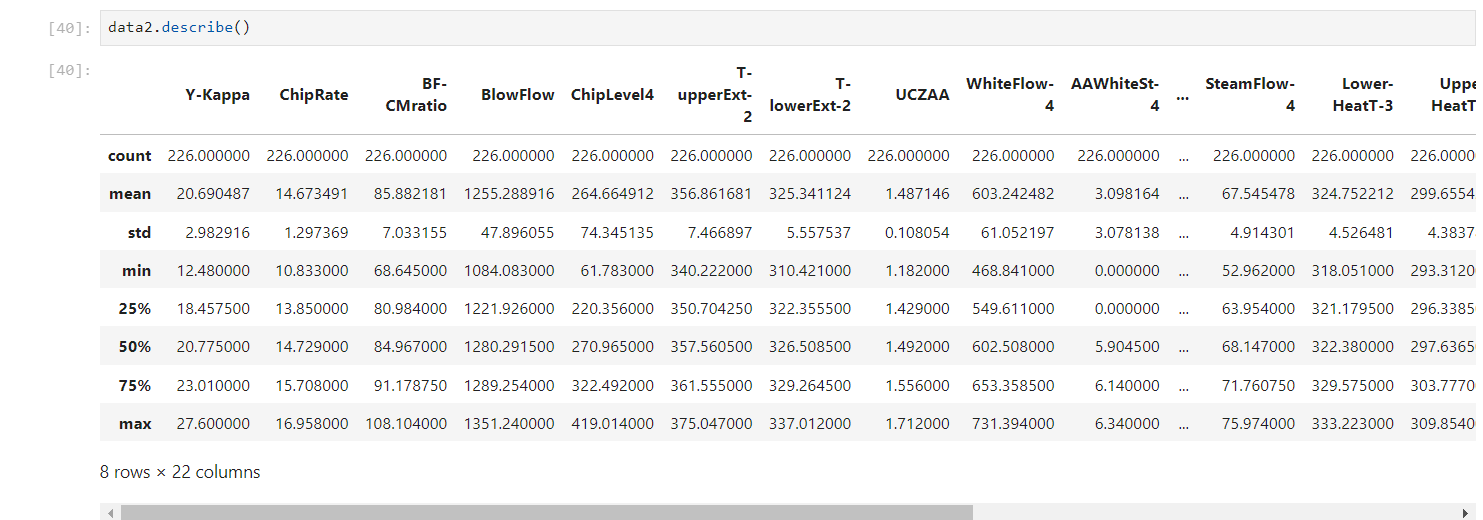 [40]: data2.describe()
[40]:
Y-Kappa ChipRate BF-CMratio BlowFlow ChipLevel4 T-upperExt-2 T-lowerExt-2 UCZAA WhiteFlow-4 AAWhiteSt-4 ... SteamFlow-4 Lower-HeatT-3 Uppe HeatT
count 226.000000 226.000000 226.000000 226.000000 226.000000 226.000000 226.000000 226.000000 226.000000 226.000000 ... 226.000000 226.000000 226.0000
mean 20.690487 14.673491 85.882181 1255.288916 264.664912 356.861681 325.341124 1.487146 603.242482 3.098164 ... 67.545478 324.752212 299.6554
std 2.982916 1.297369 7.033155 47.896055 74.345135 7.466897 5.557537 0.108054 61.052197 3.078138 ... 4.914301 4.526481 4.3837
min 12.480000 10.833000 68.645000 1084.083000 61.783000 340.222000 310.421000 1.182000 468.841000 0.000000 ... 52.962000 318.051000 293.3120
25% 18.457500 13.850000 80.984000 1221.926000 220.356000 350.704250 322.355500 1.429000 549.611000 0.000000 ... 63.954000 321.179500 296.3385
50% 20.775000 14.729000 84.967000 1280.291500 270.965000 357.560500 326.508500 1.492000 602.508000 5.904500 ... 68.147000 322.380000 297.6365
75% 23.010000 15.708000 91.178750 1289.254000 322.492000 361.555000 329.264500 1.556000 653.358500 6.140000 ... 71.760750 329.575000 303.7770
max 27.600000 16.958000 108.104000 1351.240000 419.014000 375.047000 337.012000 1.712000 731.394000 6.340000 ... 75.974000 333.223000 309.8540
8 rows × 22 columns